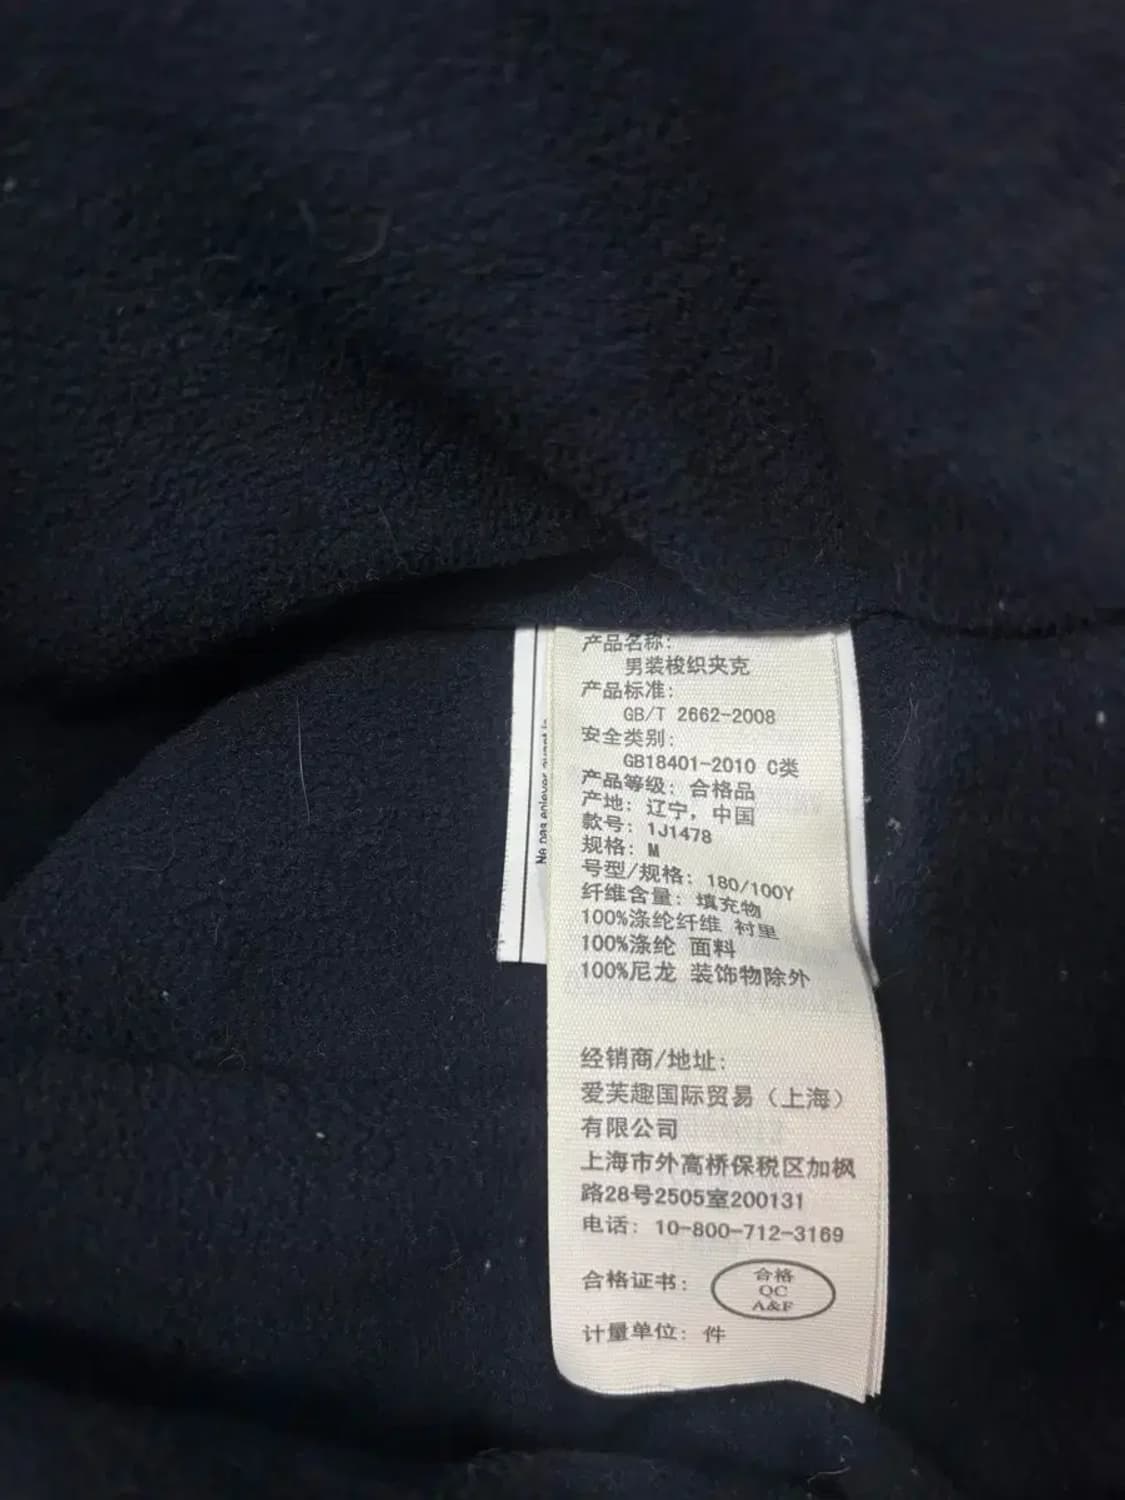 产品名称:
男装梭织夹克
产品标准:
GB/T 2662-2008
安全类别:
GB18401-2010 C类
产品等级: 合格品
产地: 辽宁, 中国
款号: 1J1478
规格: M
号型/规格: 180/100Y
纤维含量: 填充物
100%涤纶纤维 衬里
100%涤纶 面料
100%尼龙 装饰物除外
经销商/地址:
爱芙趣国际贸易（上海）
有限公司
上海市外高桥保税区加枫
路28号2505室200131
电话: 10-800-712-3169
合格证书:
合格
QC
A&F
计量单位: 件
Ne pas enlever avant